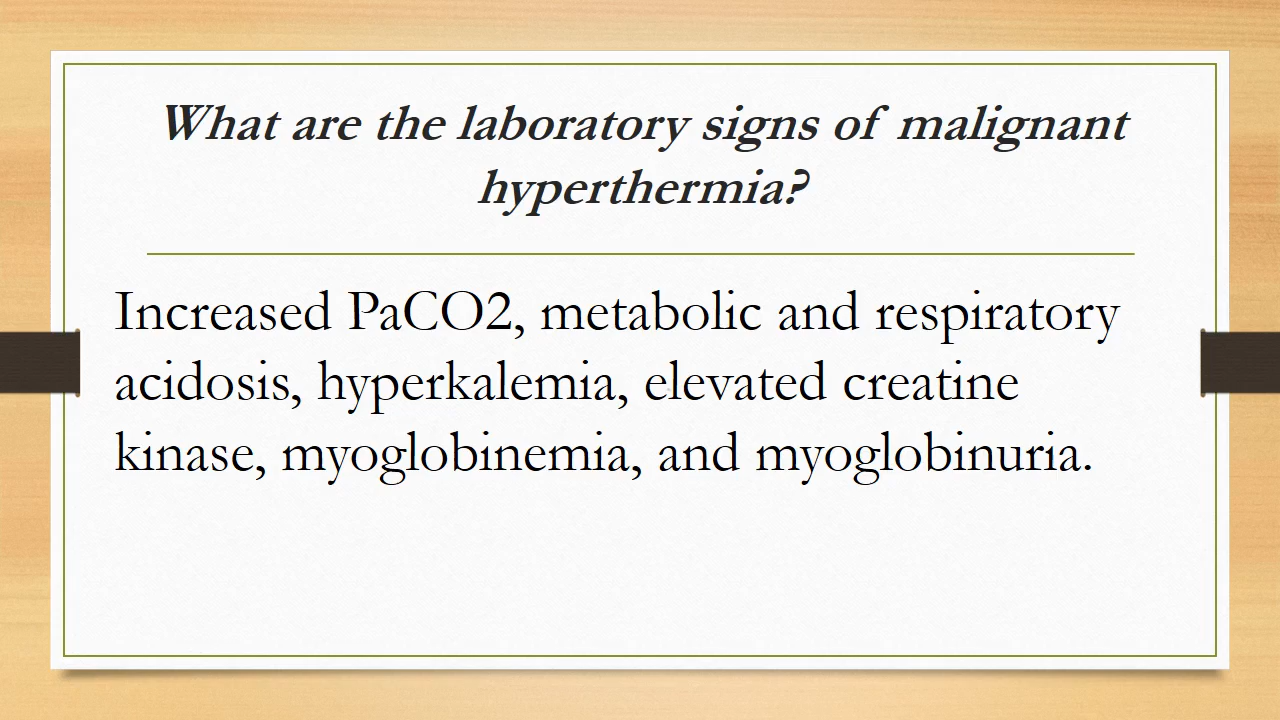 What are the laboratory signs of malignant
hyperthermia?
Increased PaCO2, metabolic and respiratory
acidosis, hyperkalemia, elevated creatine
kinase, myoglobinemia, and myoglobinuria.